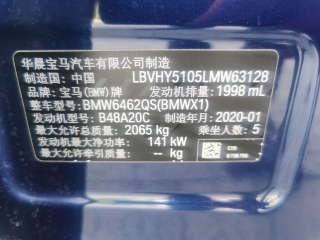 华晨宝马汽车有限公司制造
制造国：中国 LBVHY5105LMW63128
品牌：宝马(BMW)牌 发动机排量：1998 mL
整车型号：BMW6462QS(BMWX1)
发动机型号：B48A20C 制造年月：2020-01
最大允许总质量：2065 kg 乘坐人数：5
发动机最大净功率：141 kW
最大允许牵引质量：-- kg